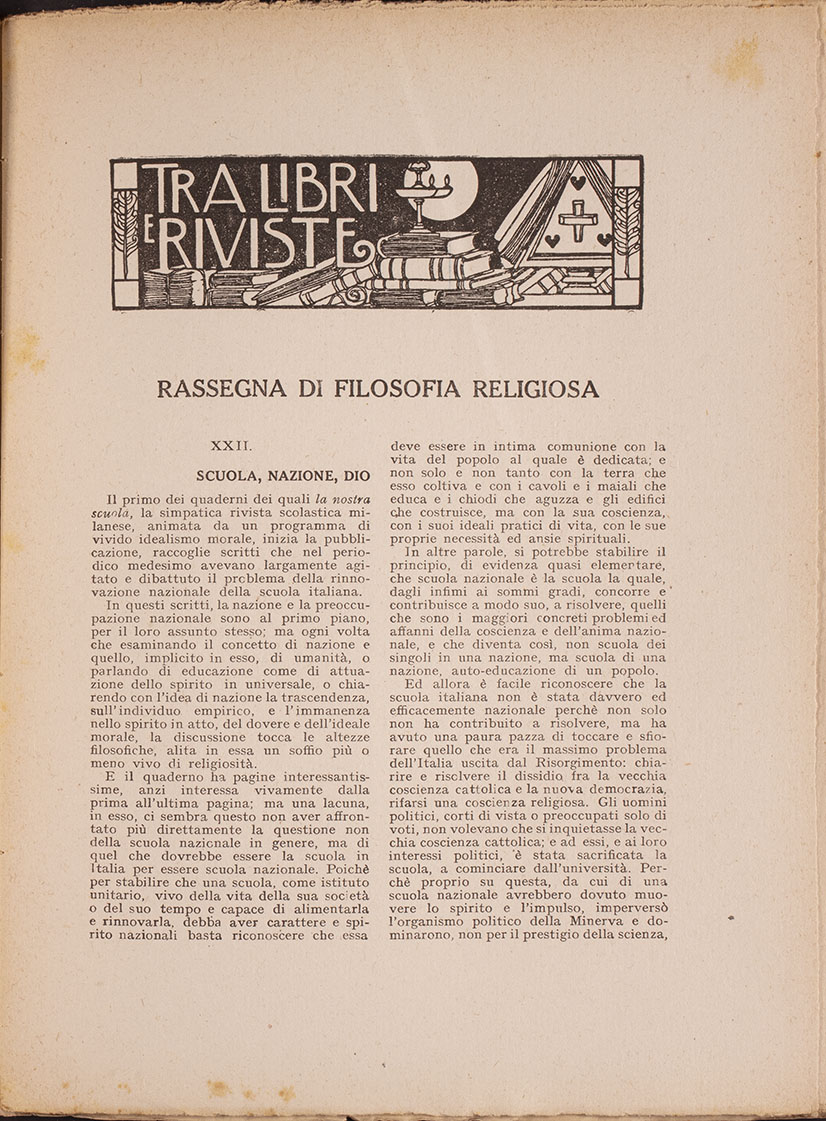 TRA LIBRI
E RIVISTE
RASSEGNA DI FILOSOFIA RELIGIOSA
XXII.
SCUOLA, NAZIONE, DIO
Il primo dei quaderni dei quali la nostra
scuola, la simpatica rivista scolastica mi-
lanese, animata da un programma di
vivido idealismo morale, inizia la pubbli-
cazione, raccoglie scritti che nel perio-
dico medesimo avevano largamente agi-
tato e dibattuto il problema della rinno-
vazione nazionale della scuola italiana.
In questi scritti, la nazione e la preoccu-
pazione nazionale sono al primo piano,
per il loro assunto stesso; ma ogni volta
che esaminando il concetto di nazione e
quello, implicito in esso, di umanità, o
parlando di educazione come di attua-
zione dello spirito in universale, o chia-
rendo con l'idea di nazione la trascendenza,
sull'individuo empirico, e l'immanenza
nello spirito in atto, del dovere e dell'ideale
morale, la discussione tocca le altezze
filosofiche, alita in essa un soffio più o
meno vivo di religiosità.
E il quaderno ha pagine interessantis-
sime, anzi interessa vivamente dalla
prima all'ultima pagina; ma una lacuna,
in esso, ci sembra questo non aver affron-
tato più direttamente la questione non
della scuola nazionale in genere, ma di
quel che dovrebbe essere la scuola in
Italia per essere scuola nazionale. Poichè
per stabilire che una scuola, come istituto
unitario, vivo della vita della sua società
o del suo tempo e capace di alimentarla
e rinnovarla, debba aver carattere e spi-
rito nazionali basta riconoscere che essa
deve essere in intima comunione con la
vita del popolo al quale è dedicata; e
non solo e non tanto con la terra che
esso coltiva e con i cavoli e i maiali che
educa e i chiodi che aguzza e gli edifici
che costruisce, ma con la sua coscienza,
con i suoi ideali pratici di vita, con le sue
proprie necessità ed ansie spirituali.
In altre parole, si potrebbe stabilire il
principio, di evidenza quasi elementare,
che scuola nazionale è la scuola la quale,
dagli infimi ai sommi gradi, concorre e
contribuisce a modo suo, a risolvere, quelli
che sono i maggiori concreti problemi ed
affanni della coscienza e dell'anima nazio-
nale, e che diventa così, non scuola dei
singoli in una nazione, ma scuola di una
nazione, auto-educazione di un popolo.
Ed allora è facile riconoscere che la
scuola italiana non è stata davvero ed
efficacemente nazionale perchè non solo
non ha contribuito a risolvere, ma ha
avuto una paura pazza di toccare e sfio-
rare quello che era il massimo problema
dell'Italia uscita dal Risorgimento: chia-
rire e risolvere il dissidio fra la vecchia
coscienza cattolica e la nuova democrazia,
rifarsi una coscienza religiosa. Gli uomini
politici, corti di vista o preoccupati solo di
voti, non volevano che si inquietasse la vec-
chia coscienza cattolica; e ad essi, e ai loro
interessi politici, è stata sacrificata la
scuola, a cominciare dall'università. Per-
chè proprio su questa, da cui di una
scuola nazionale avrebbero dovuto muo-
vere lo spirito e l'impulso, imperversò
l'organismo politico della Minerva e do-
minarono, non per il prestigio della scienza,